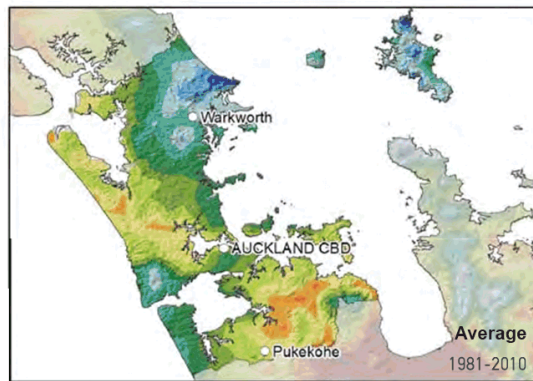 Warkworth
AUCKLAND CBD
Pukekohe
Average
1981-2010